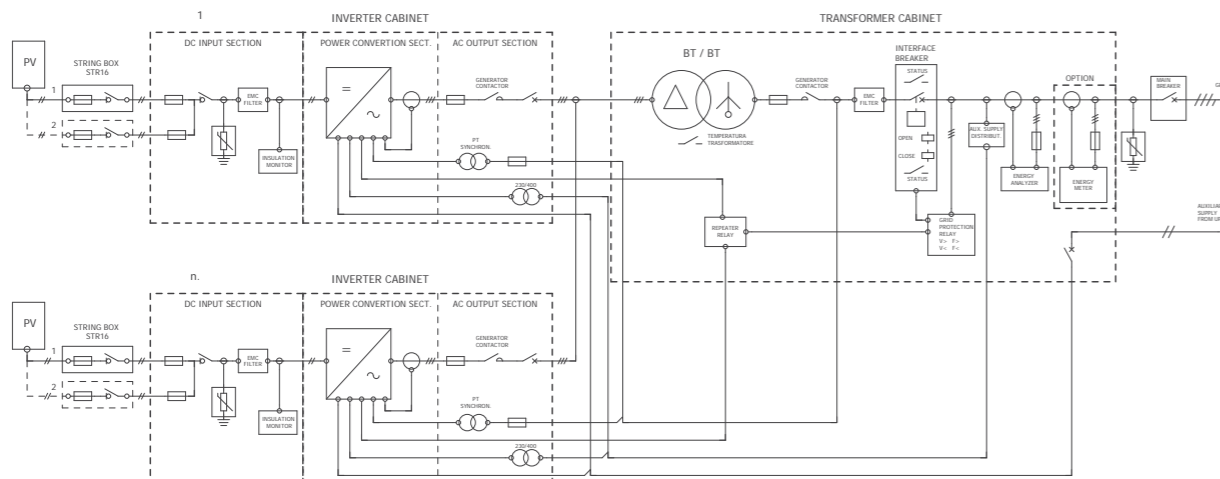 1
INVERTER CABINET
TRANSFORMER CABINET
DC INPUT SECTION
POWER CONVERTION SECT.
AC OUTPUT SECTION
PV
STRING BOX
STR16
1
2
EMC
FILTER
INSULATION
MONITOR
=
GENERATOR
CONTACTOR
PT
SYNCHRON.
230/400
BT / BT
TEMPERATURA
TRASFORMATORE
GENERATOR
CONTACTOR
EMC
FILTER
INTERFACE
BREAKER
STATUS
OPEN
CLOSE
STATUS
AUX. SUPPLY
DISTRIBUT.
ENERGY
ANALYZER
OPTION
ENERGY
METER
MAIN
BREAKER
REPEATER
RELAY
GRID
PROTECTION
RELAY
V> F>
V< F<
SUPPLY
n.
INVERTER CABINET
DC INPUT SECTION
POWER CONVERTION SECT.
AC OUTPUT SECTION
PV
STRING BOX
STR16
1
2
EMC
FILTER
INSULATION
MONITOR
=
GENERATOR
CONTACTOR
PT
SYNCHRON.
230/400